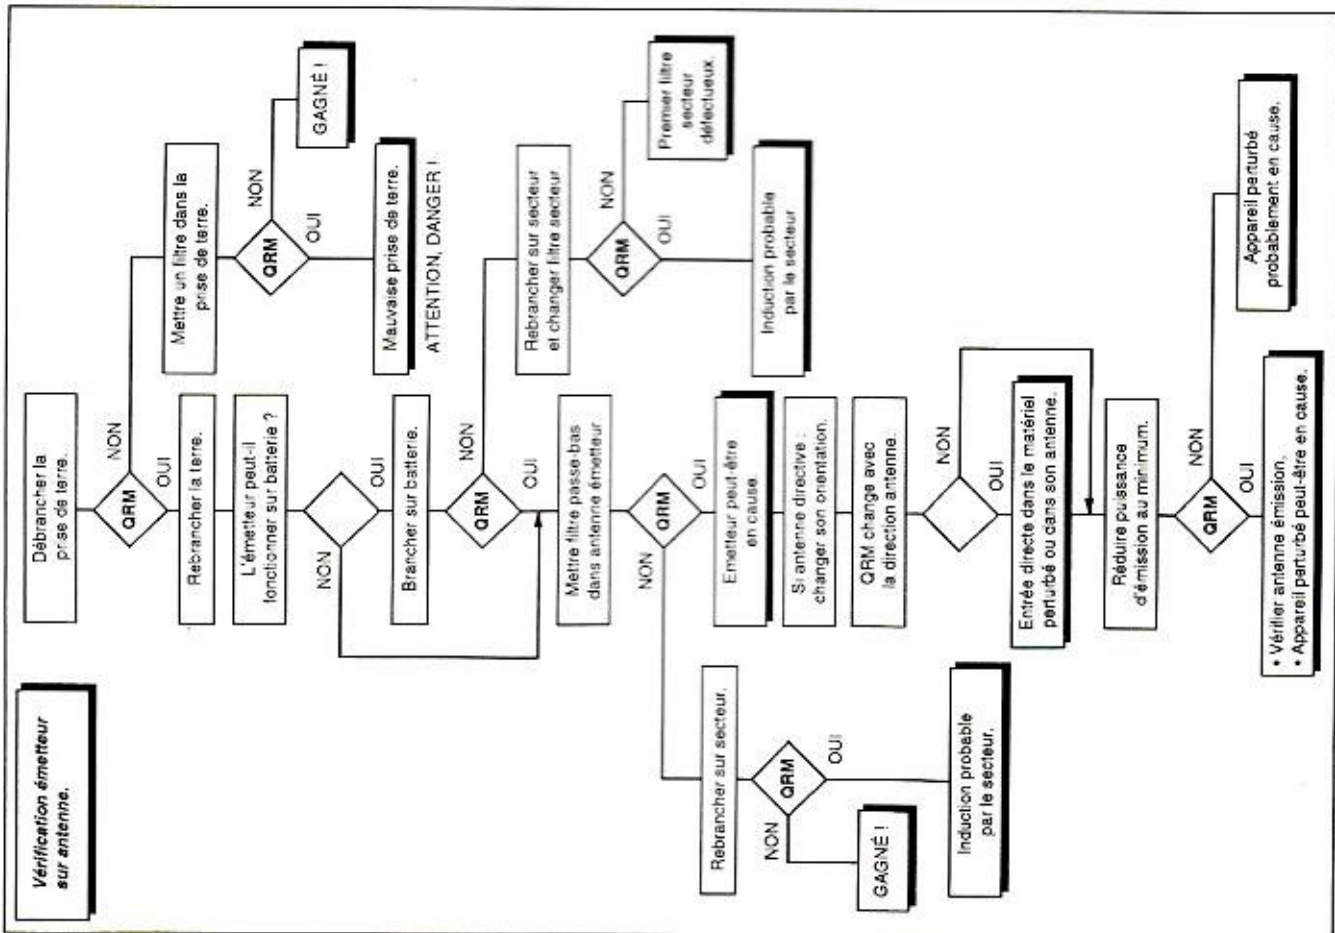 Vérification émetteur
sur antenne.
Débrancher la
prise de terre.
QRM
NON
OUI
Mettre un filtre dans la
prise de terre.
QRM
NON
GAGNÉ !
OUI
Mauvaise prise de terre.
ATTENTION, DANGER !
Rebrancher la terre.
L'émetteur peut-il
fonctionner sur batterie ?
NON
OUI
Brancher sur batterie.
QRM
NON
OUI
Rebrancher sur secteur
et changer filtre secteur
QRM
NON
Premier filtre
secteur
défectueux.
OUI
Induction probable
par le secteur
Mettre filtre passe-bas
dans antenne émetteur
QRM
NON
OUI
Rebrancher sur secteur.
QRM
NON
GAGNÉ !
OUI
Induction probable
par le secteur.
Emetteur peut-être
en cause.
Si antenne directive :
changer son orientation.
QRM change avec
la direction antenne.
NON
OUI
Entrée directe dans le matériel
perturbé ou dans son antenne.
Réduire puissance
d'émission au minimum.
QRM
NON
Appareil perturbé
probablement en cause.
OUI
• Vérifier antenne émission.
• Appareil perturbé peut-être en cause.